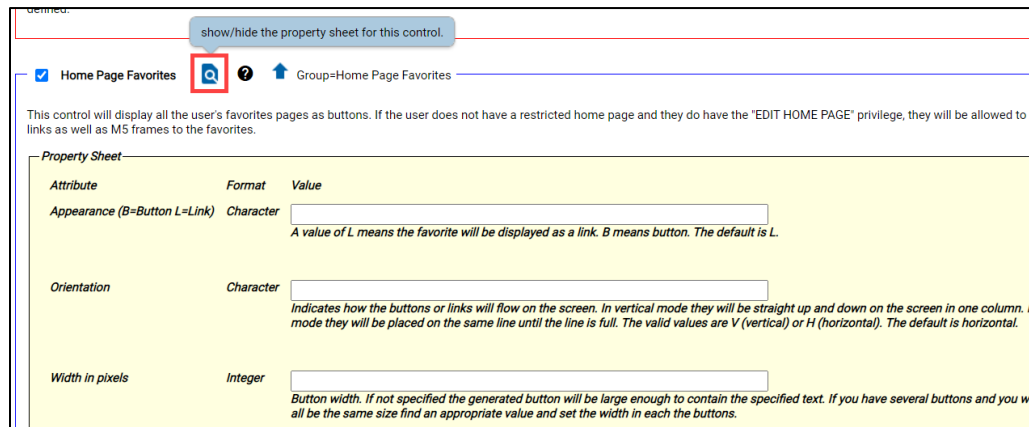 defined.
show/hide the property sheet for this control.
Home Page Favorites Group=Home Page Favorites
This control will display all the user's favorites pages as buttons. If the user does not have a restricted home page and they do have the "EDIT HOME PAGE" privilege, they will be allowed to
links as well as M5 frames to the favorites.
Property Sheet
Attribute Format Value
Appearance (B=Button L=Link) Character
A value of L means the favorite will be displayed as a link. B means button. The default is L.
Orientation Character
Indicates how the buttons or links will flow on the screen. In vertical mode they will be straight up and down on the screen in one column.
mode they will be placed on the same line until the line is full. The valid values are V (vertical) or H (horizontal). The default is horizontal.
Width in pixels Integer
Button width. If not specified the generated button will be large enough to contain the specified text. If you have several buttons and you
all be the same size find an appropriate value and set the width in each the buttons.